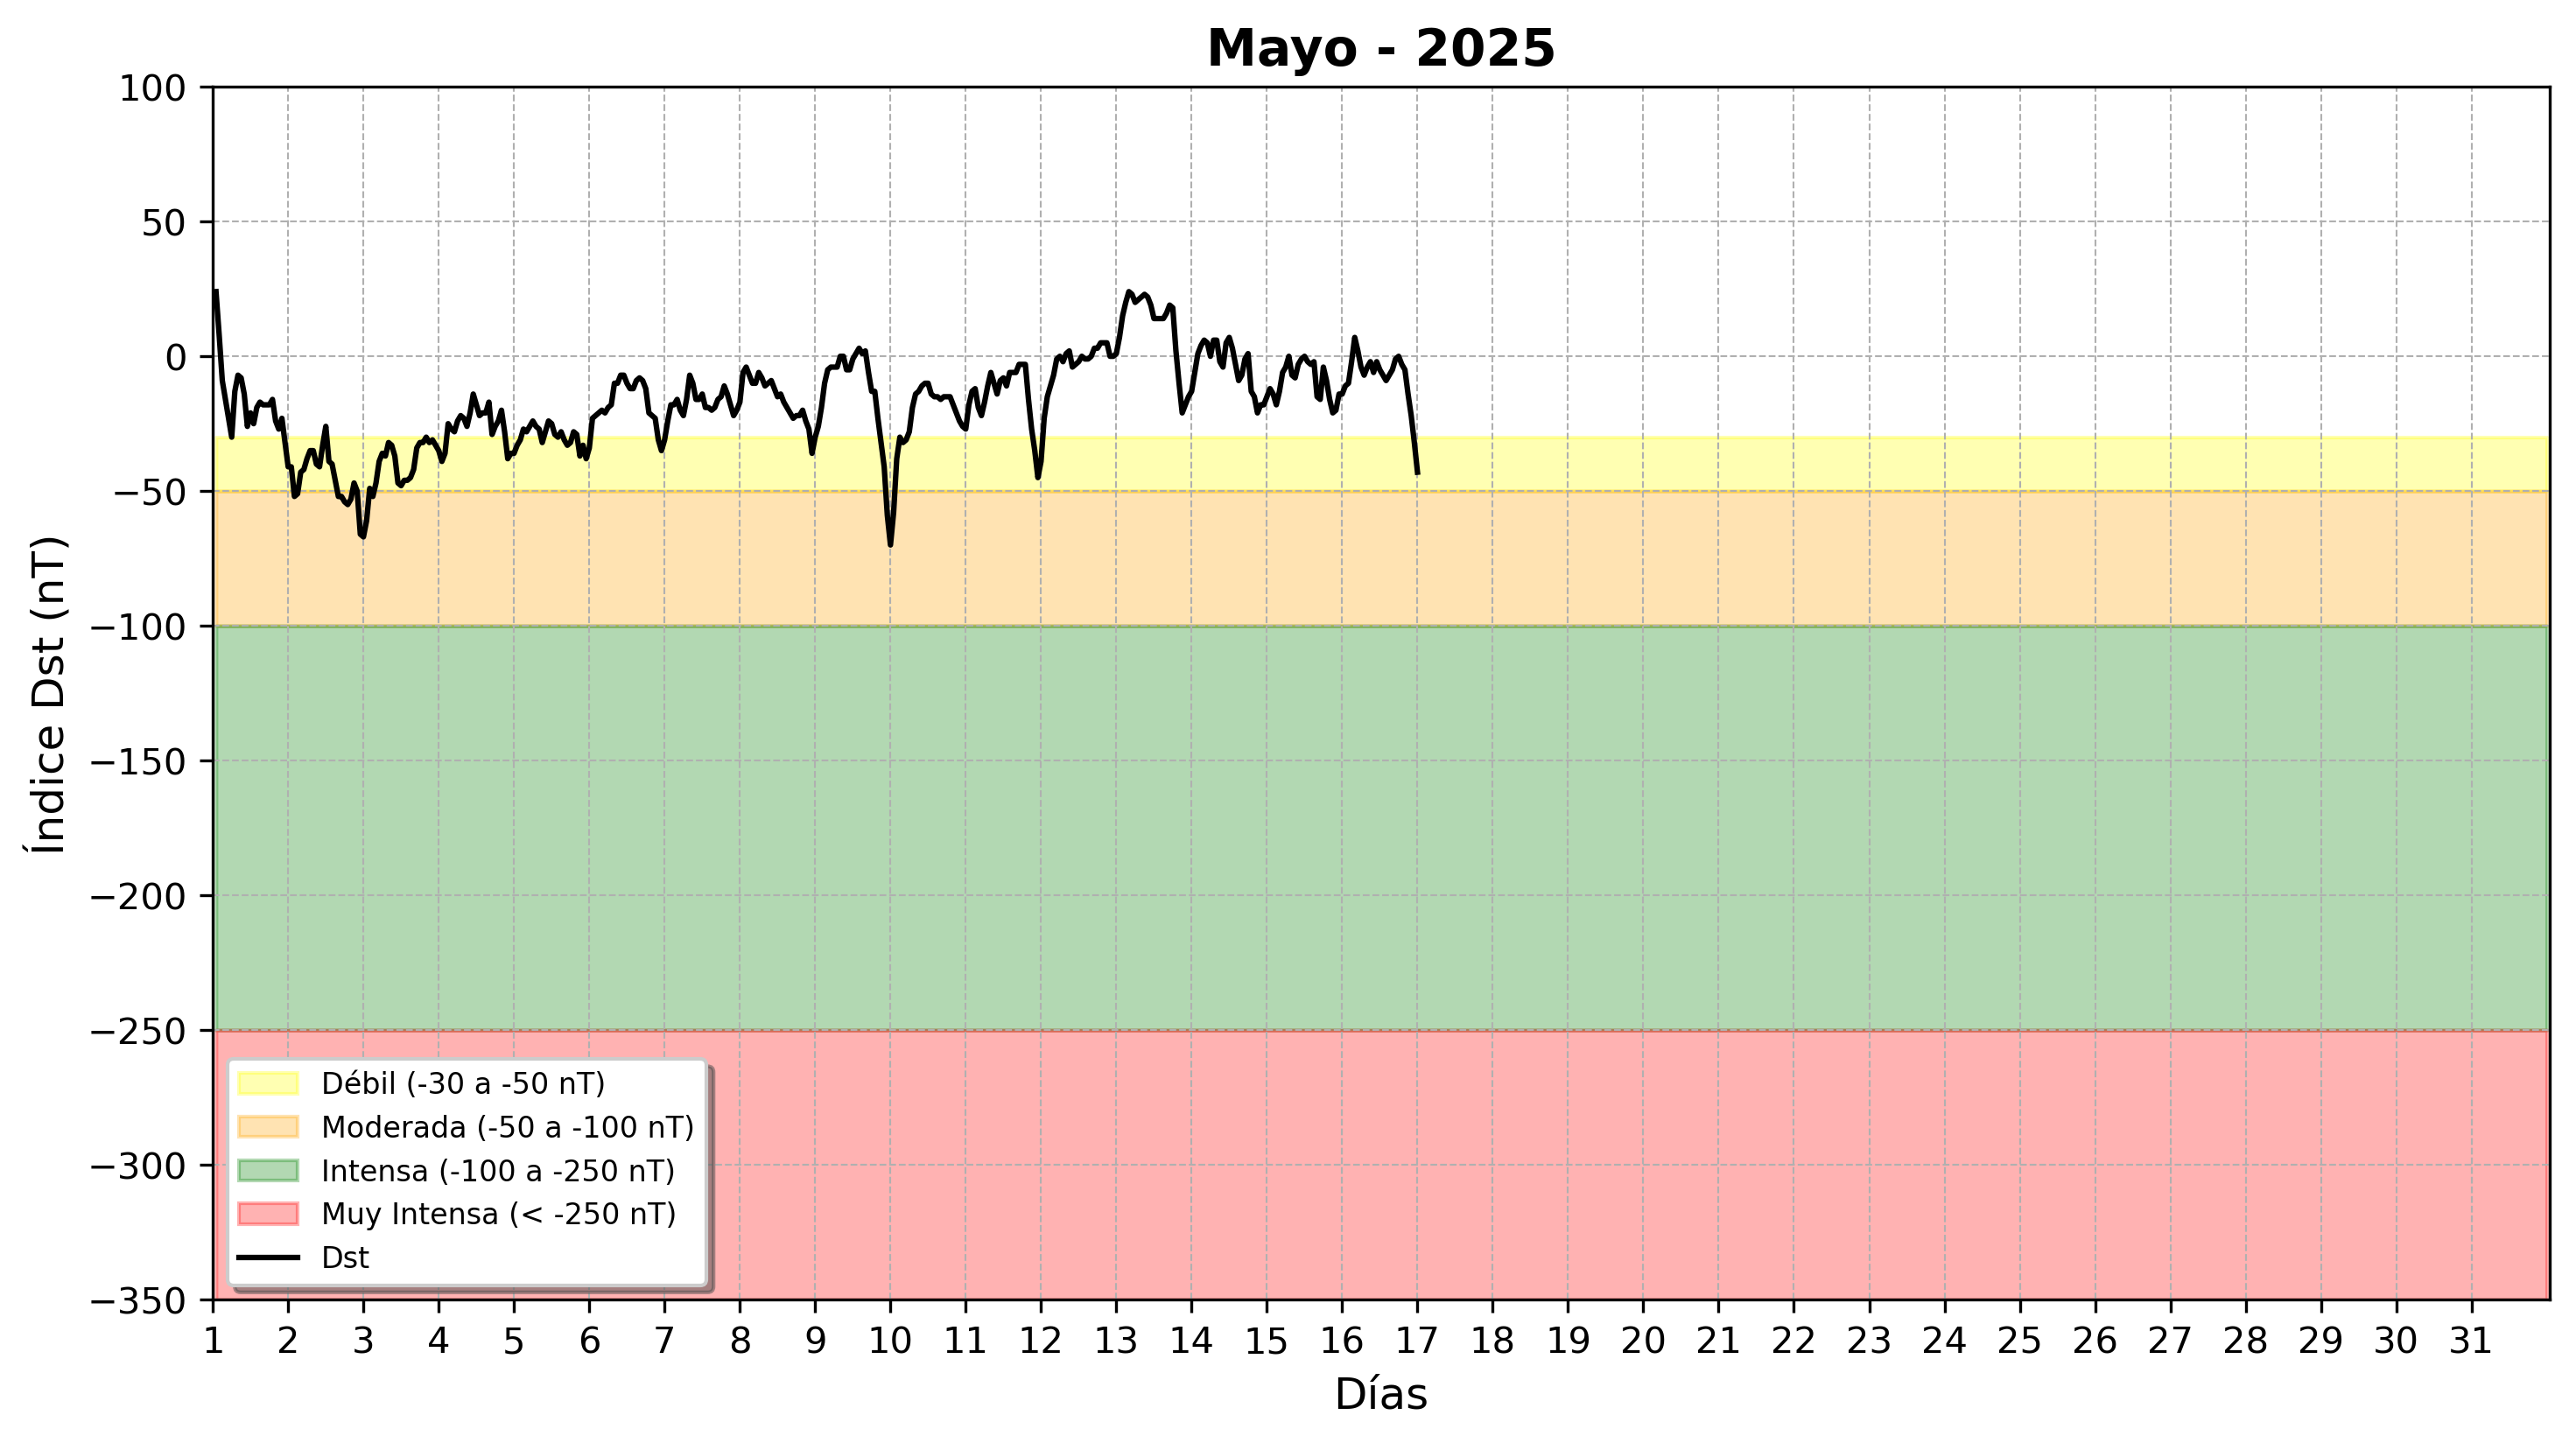 Mayo - 2025
Índice Dst (nT)
100
50
0
−50
−100
−150
−200
−250
−300
−350
Débil (-30 a -50 nT)
Moderada (-50 a -100 nT)
Intensa (-100 a -250 nT)
Muy Intensa (< -250 nT)
Dst
1 2 3 4 5 6 7 8 9 10 11 12 13 14 15 16 17 18 19 20 21 22 23 24 25 26 27 28 29 30 31
Días